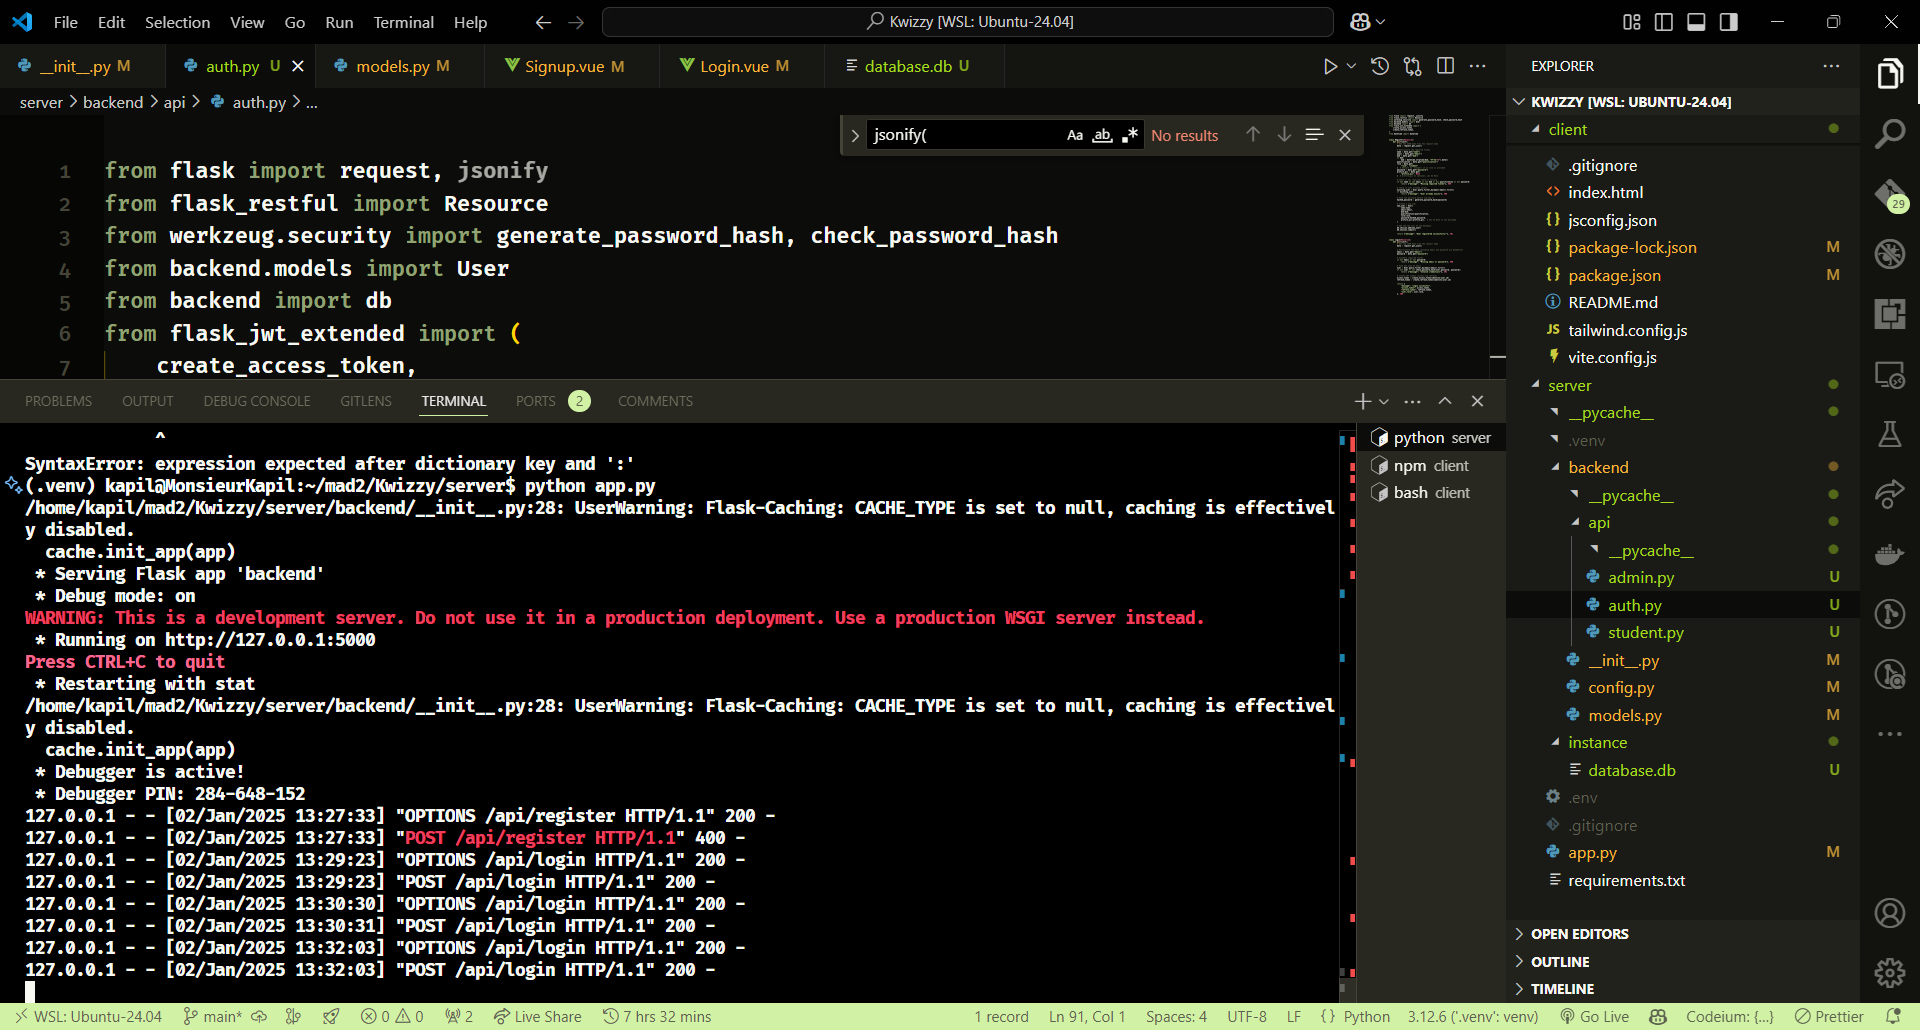 File Edit Selection View Go Run Terminal Help
Kwizzy [WSL: Ubuntu-24.04]
__init__.py M
auth.py U
models.py M
Signup.vue M
Login.vue M
database.db U
server > backend > api > auth.py > ...
jsonify(
Aa ab .* No results
1 from flask import request, jsonify
2 from flask_restful import Resource
3 from werkzeug.security import generate_password_hash, check_password_hash
4 from backend.models import User
5 from backend import db
6 from flask_jwt_extended import (
7     create_access_token,
PROBLEMS OUTPUT DEBUG CONSOLE GITLENS TERMINAL PORTS 2 COMMENTS
^
SyntaxError: expression expected after dictionary key and ':'
(.venv) kapil@MonsieurKapil:~/mad2/Kwizzy/server$ python app.py
/home/kapil/mad2/Kwizzy/server/backend/__init__.py:28: UserWarning: Flask-Caching: CACHE_TYPE is set to null, caching is effectivel
y disabled.
  cache.init_app(app)
 * Serving Flask app 'backend'
 * Debug mode: on
WARNING: This is a development server. Do not use it in a production deployment. Use a production WSGI server instead.
 * Running on http://127.0.0.1:5000
Press CTRL+C to quit
 * Restarting with stat
/home/kapil/mad2/Kwizzy/server/backend/__init__.py:28: UserWarning: Flask-Caching: CACHE_TYPE is set to null, caching is effectivel
y disabled.
  cache.init_app(app)
 * Debugger is active!
 * Debugger PIN: 284-648-152
127.0.0.1 - - [02/Jan/2025 13:27:33] "OPTIONS /api/register HTTP/1.1" 200 -
127.0.0.1 - - [02/Jan/2025 13:27:33] "POST /api/register HTTP/1.1" 400 -
127.0.0.1 - - [02/Jan/2025 13:29:23] "OPTIONS /api/login HTTP/1.1" 200 -
127.0.0.1 - - [02/Jan/2025 13:29:23] "POST /api/login HTTP/1.1" 200 -
127.0.0.1 - - [02/Jan/2025 13:30:30] "OPTIONS /api/login HTTP/1.1" 200 -
127.0.0.1 - - [02/Jan/2025 13:30:31] "POST /api/login HTTP/1.1" 200 -
127.0.0.1 - - [02/Jan/2025 13:32:03] "OPTIONS /api/login HTTP/1.1" 200 -
127.0.0.1 - - [02/Jan/2025 13:32:03] "POST /api/login HTTP/1.1" 200 -
python server
npm client
bash client
EXPLORER
KWIZZY [WSL: UBUNTU-24.04]
client
.gitignore
index.html
jsconfig.json
package-lock.json M
package.json M
README.md
JS tailwind.config.js
vite.config.js
server
__pycache__
.venv
backend
__pycache__
api
__pycache__
admin.py U
auth.py U
student.py U
__init__.py M
config.py M
models.py M
instance
database.db U
.env
.gitignore
app.py M
requirements.txt
OPEN EDITORS
OUTLINE
TIMELINE
29
WSL: Ubuntu-24.04 main* 0 0 2 Live Share 7 hrs 32 mins 1 record Ln 91, Col 1 Spaces: 4 UTF-8 LF {} Python 3.12.6 ('.venv': venv) Go Live Codeium: {...} Prettier